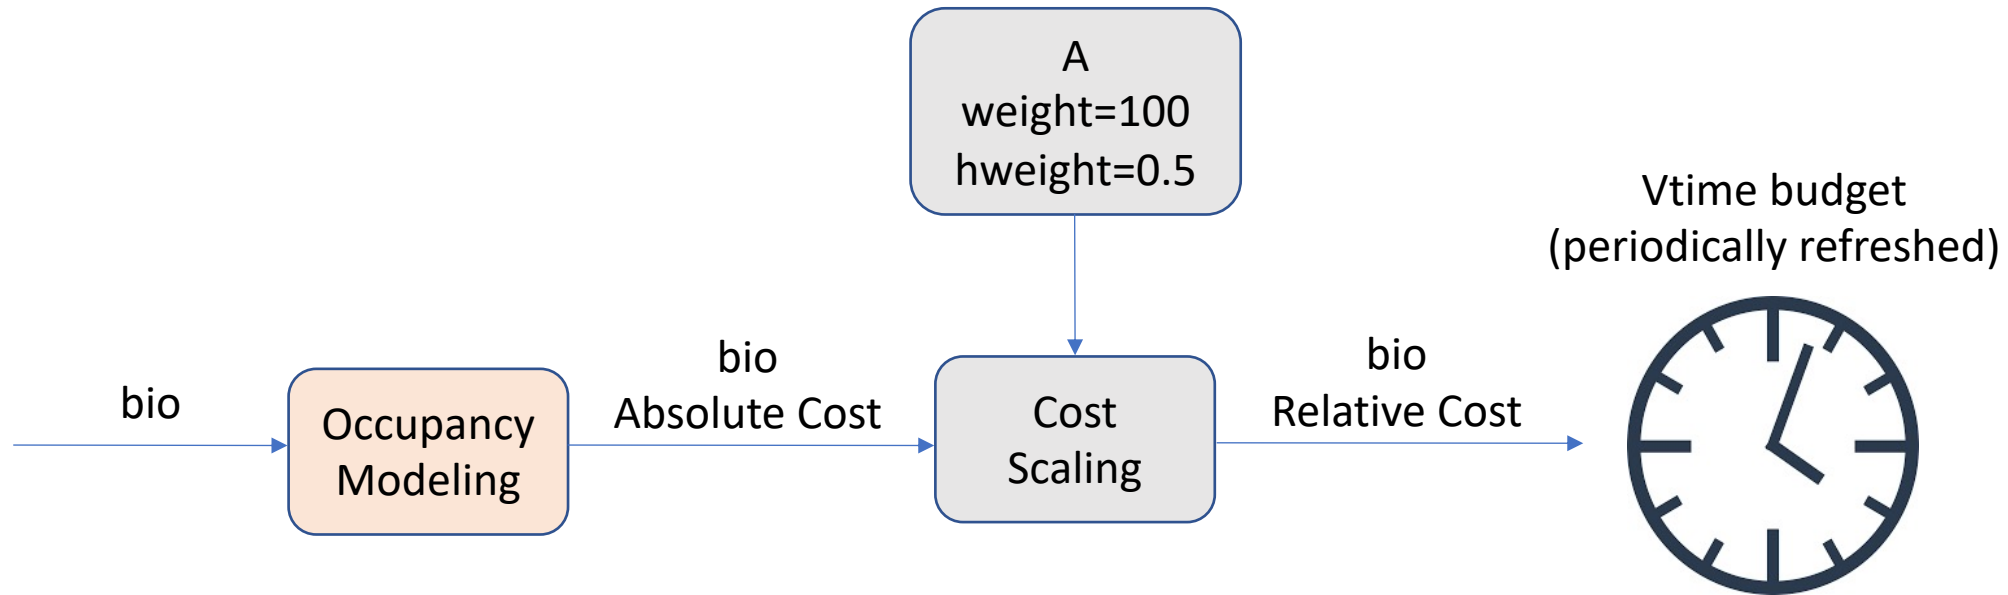 A
weight=100
hweight=0.5
Vtime budget
(periodically refreshed)
bio
Occupancy
Modeling
bio
Absolute Cost
Cost
Scaling
bio
Relative Cost